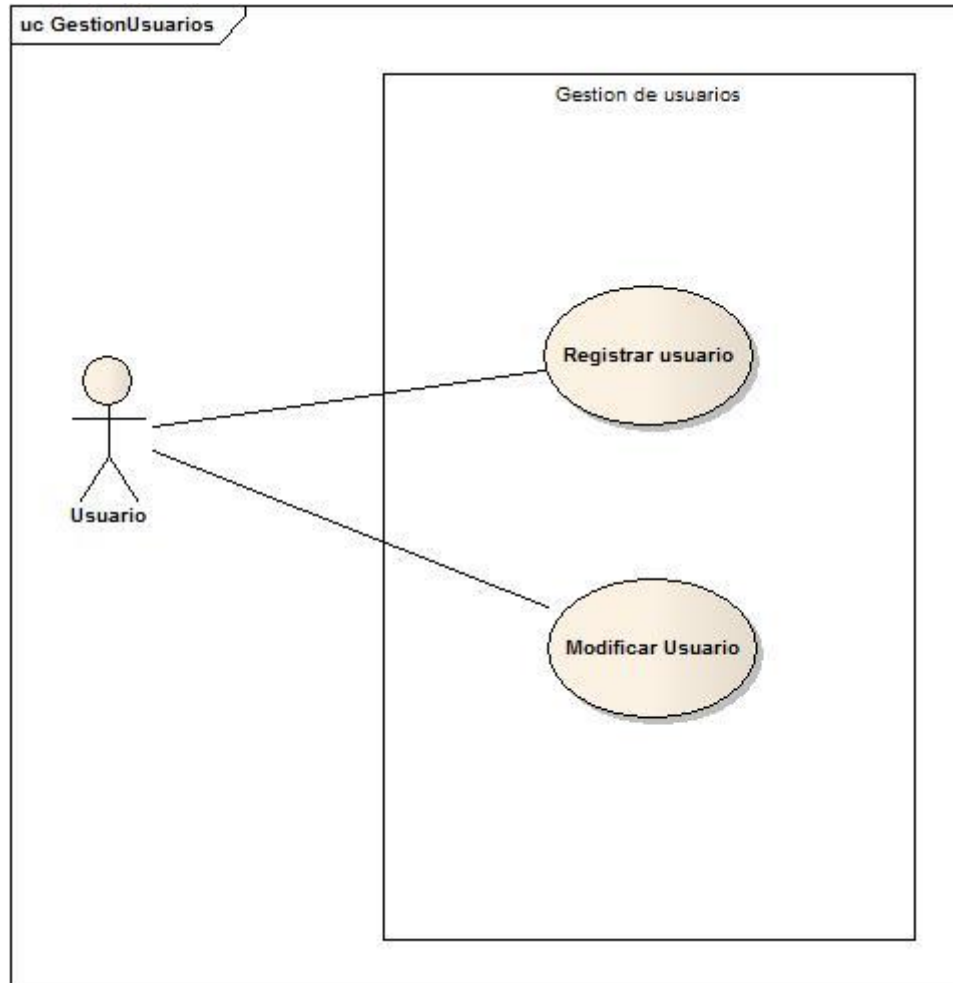 uc GestionUsuarios
Gestion de usuarios
Registrar usuario
Usuario
Modificar Usuario